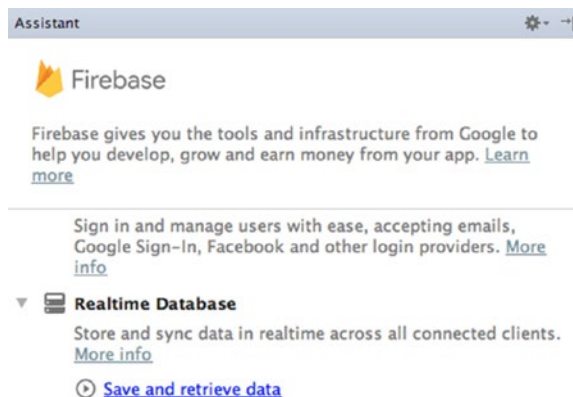 Assistant
Firebase
Firebase gives you the tools and infrastructure from Google to
help you develop, grow and earn money from your app. Learn
more
Sign in and manage users with ease, accepting emails,
Google Sign-In, Facebook and other login providers. More
info
Realtime Database
Store and sync data in realtime across all connected clients.
More info
Save and retrieve data